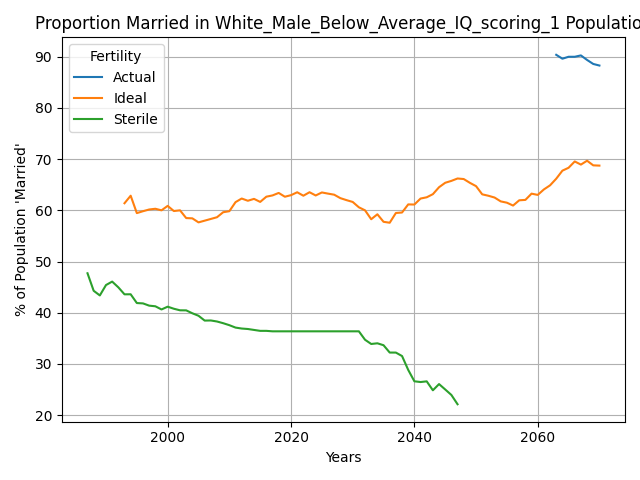 Proportion Married in White_Male_Below_Average_IQ_scoring_1 Populatio
Fertility
Actual
Ideal
Sterile
% of Population 'Married'
90
80
70
60
50
40
30
20
2000
2020
2040
2060
Years